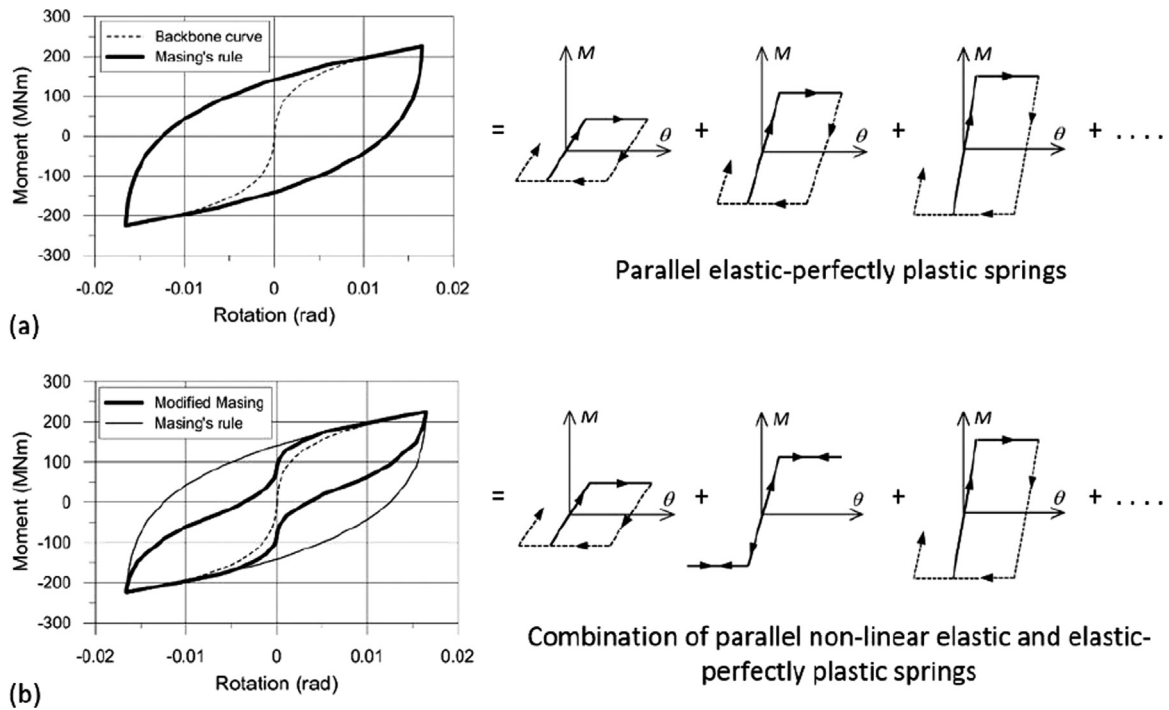 300
200
100
0
-100
-200
-300
Moment (MNm)
Backbone curve
Masing's rule
-0.02
-0.01
0
0.01
0.02
Rotation (rad)
(a)
=
M
θ
+
M
θ
+
M
θ
+ . . . .
Parallel elastic-perfectly plastic springs
300
200
100
0
-100
-200
-300
Moment (MNm)
Modified Masing
Masing's rule
-0.02
-0.01
0
0.01
0.02
Rotation (rad)
(b)
=
M
θ
+
M
θ
+
M
θ
+ . . . .
Combination of parallel non-linear elastic and elastic-
perfectly plastic springs